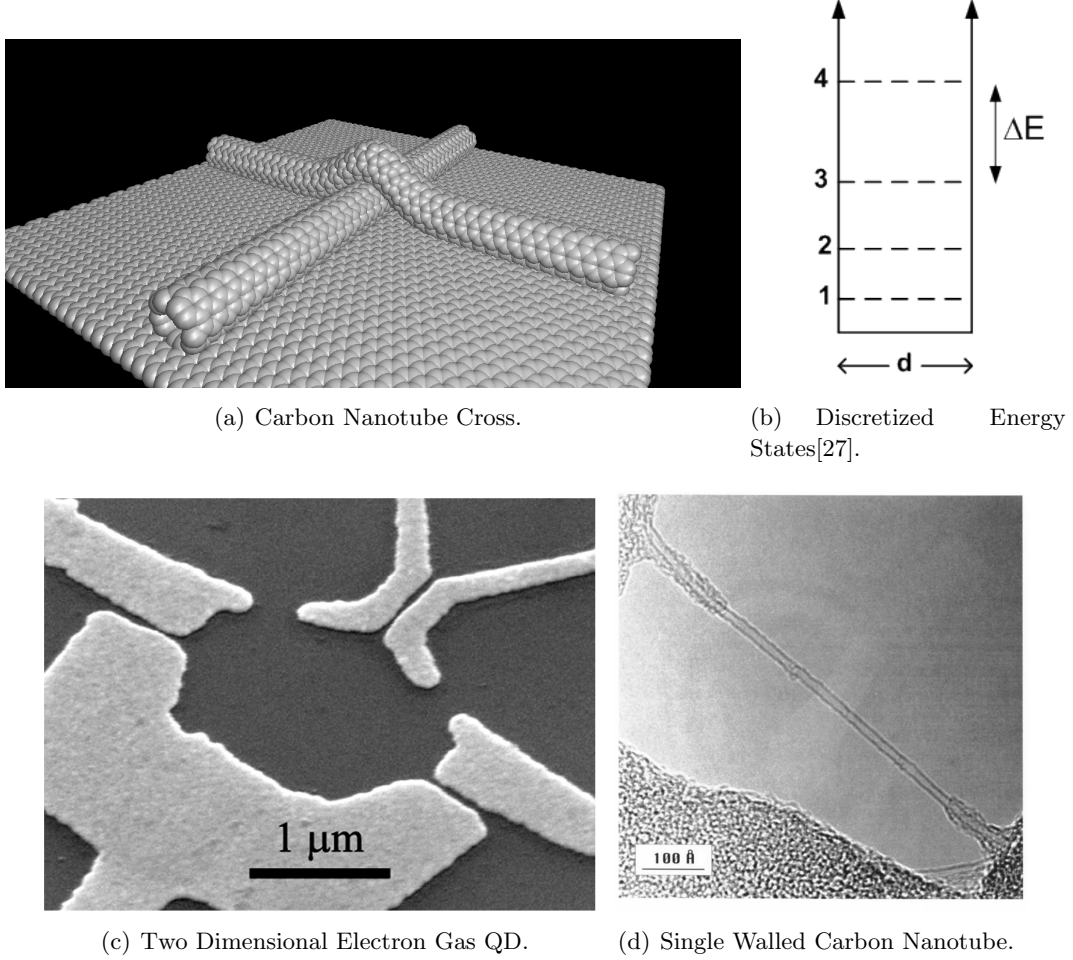 4
3
2
1
ΔE
d
(a) Carbon Nanotube Cross.
(b) Discretized Energy
States[27].
1 μm
100 Å
(c) Two Dimensional Electron Gas QD.
(d) Single Walled Carbon Nanotube.